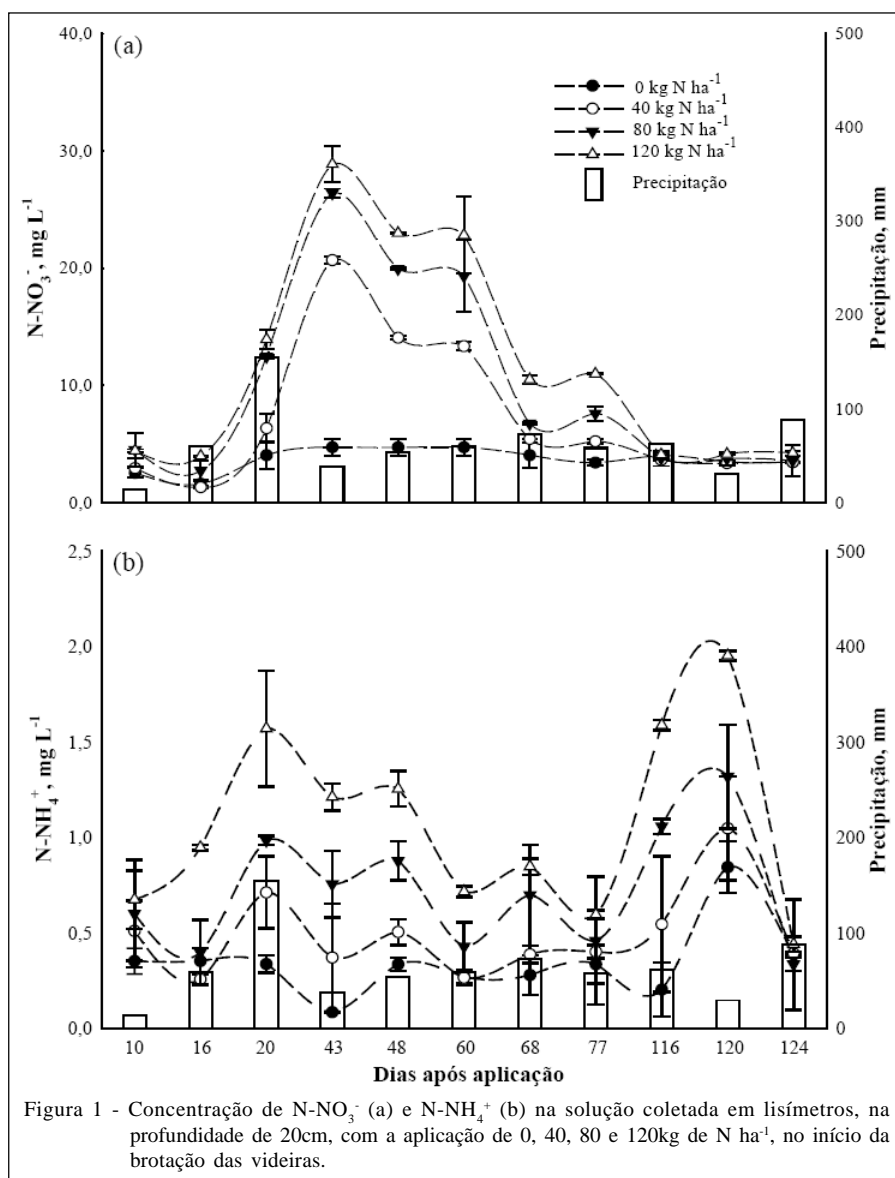 (a)
40,0
30,0
20,0
10,0
0,0
N-NO₃⁻, mg L⁻¹
0 kg N ha⁻¹
40 kg N ha⁻¹
80 kg N ha⁻¹
120 kg N ha⁻¹
Precipitação
500
400
300
200
100
0
Precipitação, mm
(b)
2,5
2,0
1,5
1,0
0,5
0,0
N-NH₄⁺, mg L⁻¹
500
400
300
200
100
0
Precipitação, mm
10 16 20 43 48 60 68 77 116 120 124
Dias após aplicação
Figura 1 - Concentração de N-NO₃⁻ (a) e N-NH₄⁺ (b) na solução coletada em lisímetros, na
profundidade de 20cm, com a aplicação de 0, 40, 80 e 120kg de N ha⁻¹, no início da
brotação das videiras.